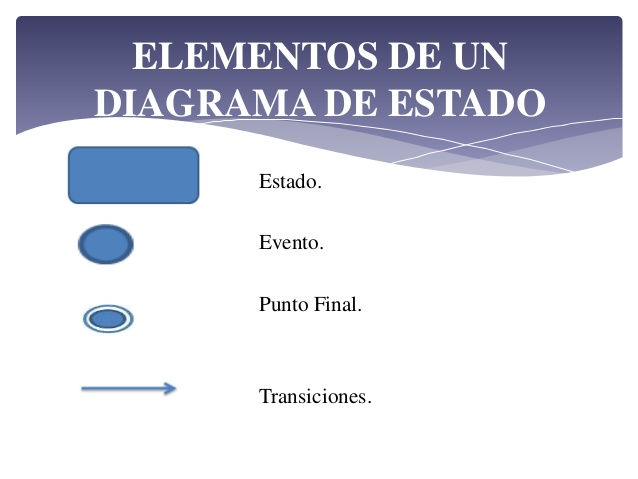 ELEMENTOS DE UN
DIAGRAMA DE ESTADO
Estado.
Evento.
Punto Final.
Transiciones.